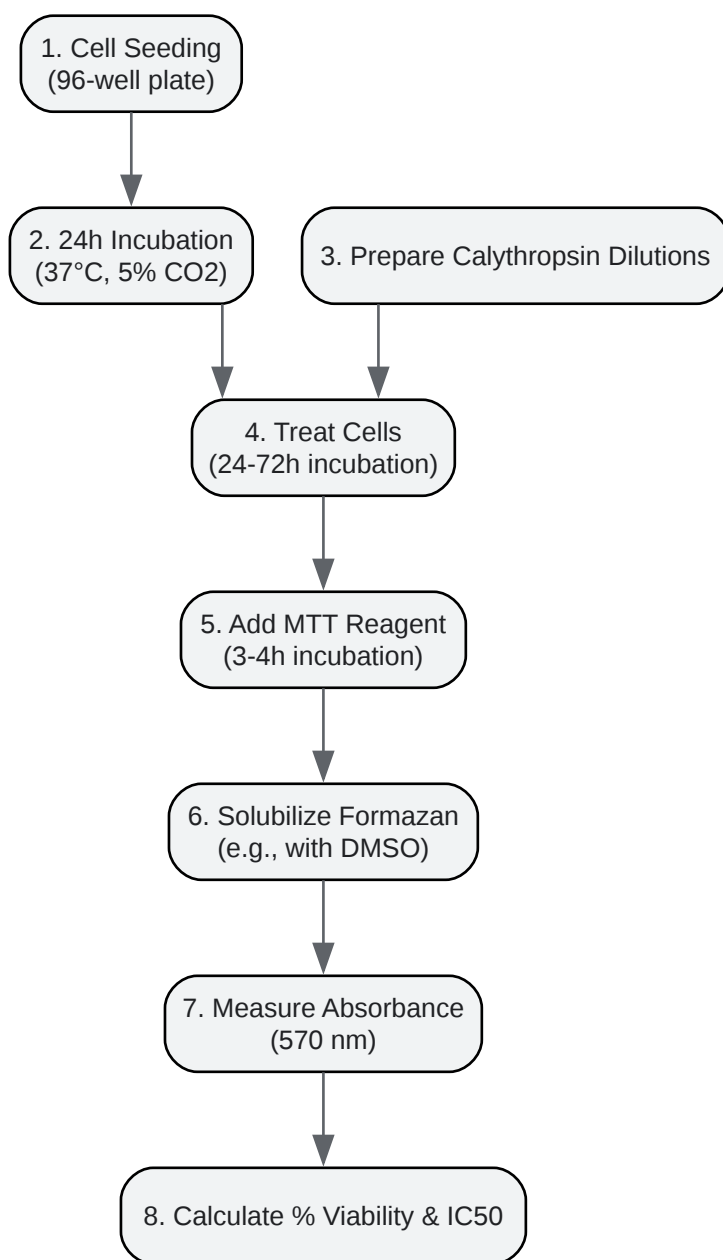 1. Cell Seeding
(96-well plate)
2. 24h Incubation
(37°C, 5% CO2)
3. Prepare Calythropsin Dilutions
4. Treat Cells
(24-72h incubation)
5. Add MTT Reagent
(3-4h incubation)
6. Solubilize Formazan
(e.g., with DMSO)
7. Measure Absorbance
(570 nm)
8. Calculate % Viability & IC50